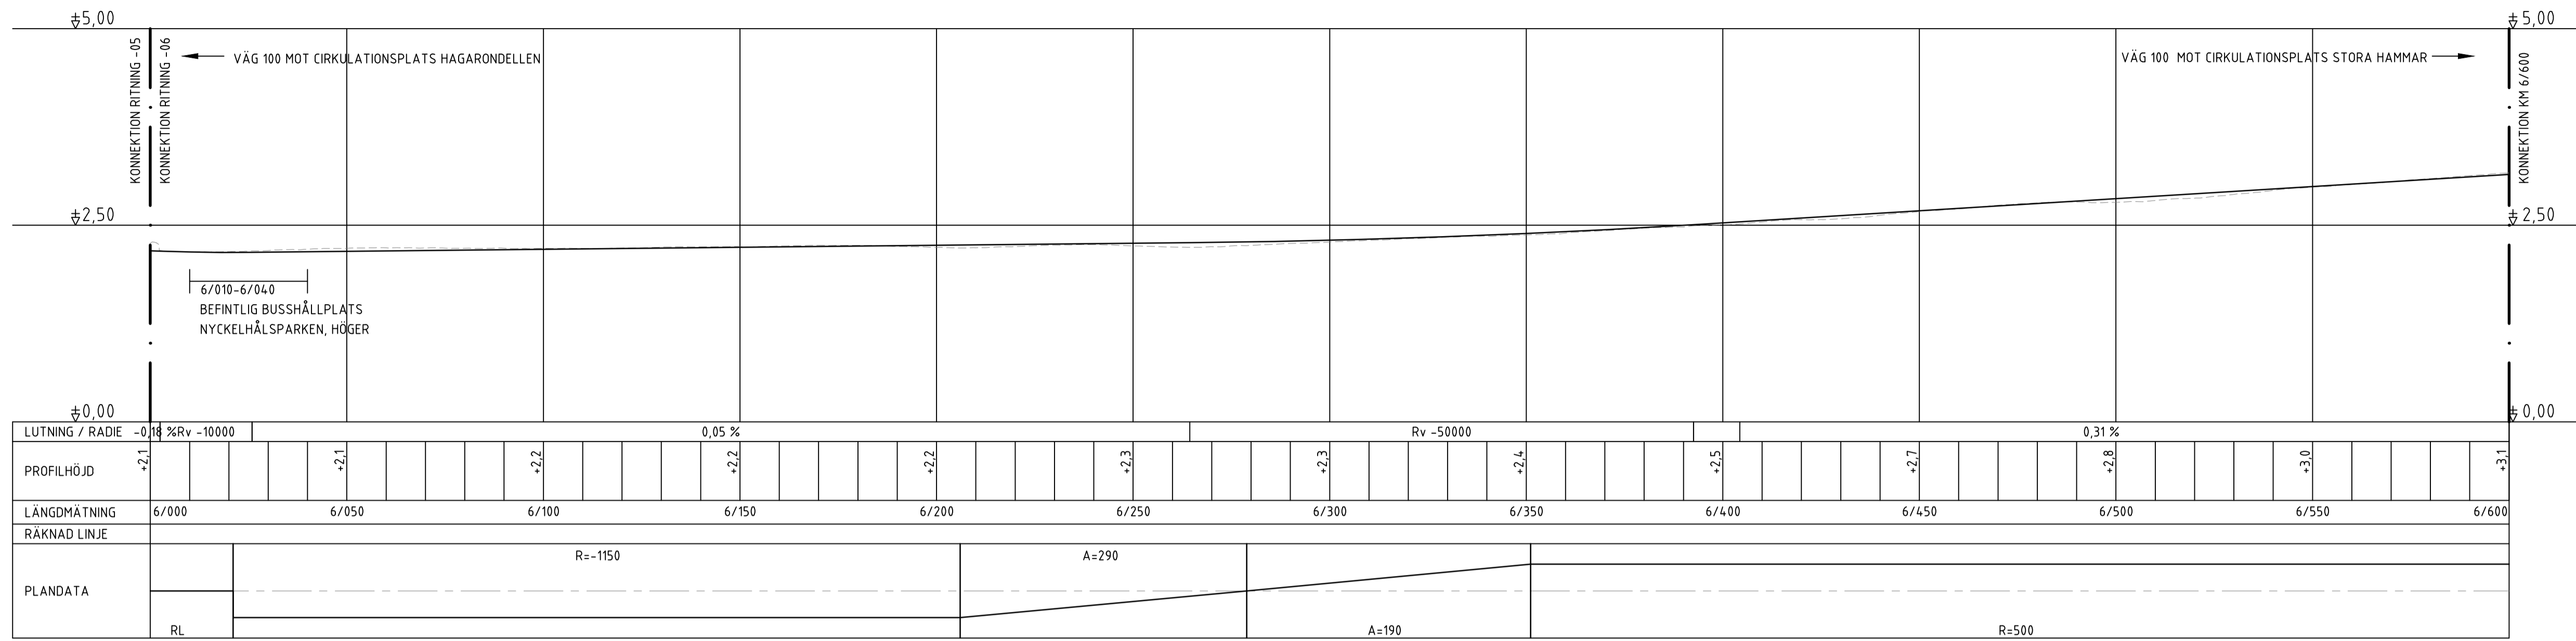 ±5,00
±5,00
KONNEKTION RITNING -05
KONNEKTION RITNING -06
VÄG 100 MOT CIRKULATIONSPLATS HAGARONDELLEN
VÄG 100 MOT CIRKULATIONSPLATS STORA HAMMAR
KONNEKTION KM 6/600
±2,50
±2,50
6/010-6/040
BEFINTLIG BUSSHÅLLPLATS
NYCKELHÅLSPARKEN, HÖGER
±0,00
±0,00
LUTNING / RADIE -0,18 % Rv -10000 0,05 % Rv -50000 0,31 %
PROFILHÖJD +2,1 +2,1 +2,2 +2,2 +2,2 +2,3 +2,3 +2,4 +2,5 +2,7 +2,8 +3,0 +3,1
LÄNGDMÄTNING 6/000 6/050 6/100 6/150 6/200 6/250 6/300 6/350 6/400 6/450 6/500 6/550 6/600
RÄKNAD LINJE
R=-1150 A=290
PLANDATA
RL A=190 R=500